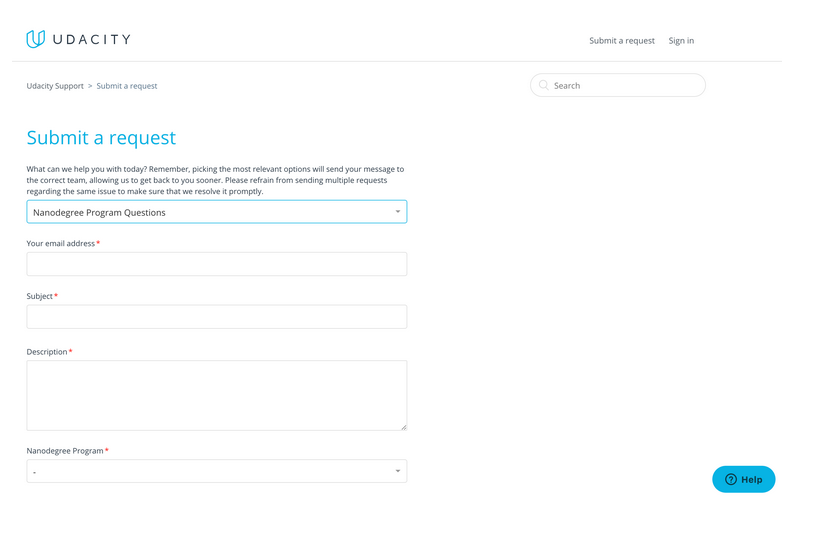 UDACITY
Submit a request Sign in
Udacity Support > Submit a request
Search
Submit a request
What can we help you with today? Remember, picking the most relevant options will send your message to
the correct team, allowing us to get back to you sooner. Please refrain from sending multiple requests
regarding the same issue to make sure that we resolve it promptly.
Nanodegree Program Questions
Your email address*
Subject*
Description*
Nanodegree Program*
-
? Help